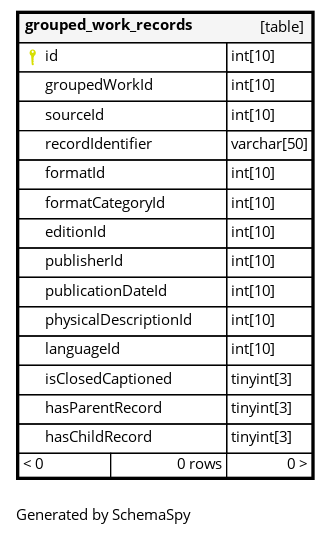 grouped_work_records [table]
id int[10]
groupedWorkId int[10]
sourceId int[10]
recordIdentifier varchar[50]
formatId int[10]
formatCategoryId int[10]
editionId int[10]
publisherId int[10]
publicationDateId int[10]
physicalDescriptionId int[10]
languageId int[10]
isClosedCaptioned tinyint[3]
hasParentRecord tinyint[3]
hasChildRecord tinyint[3]
< 0 0 rows 0 >
Generated by SchemaSpy